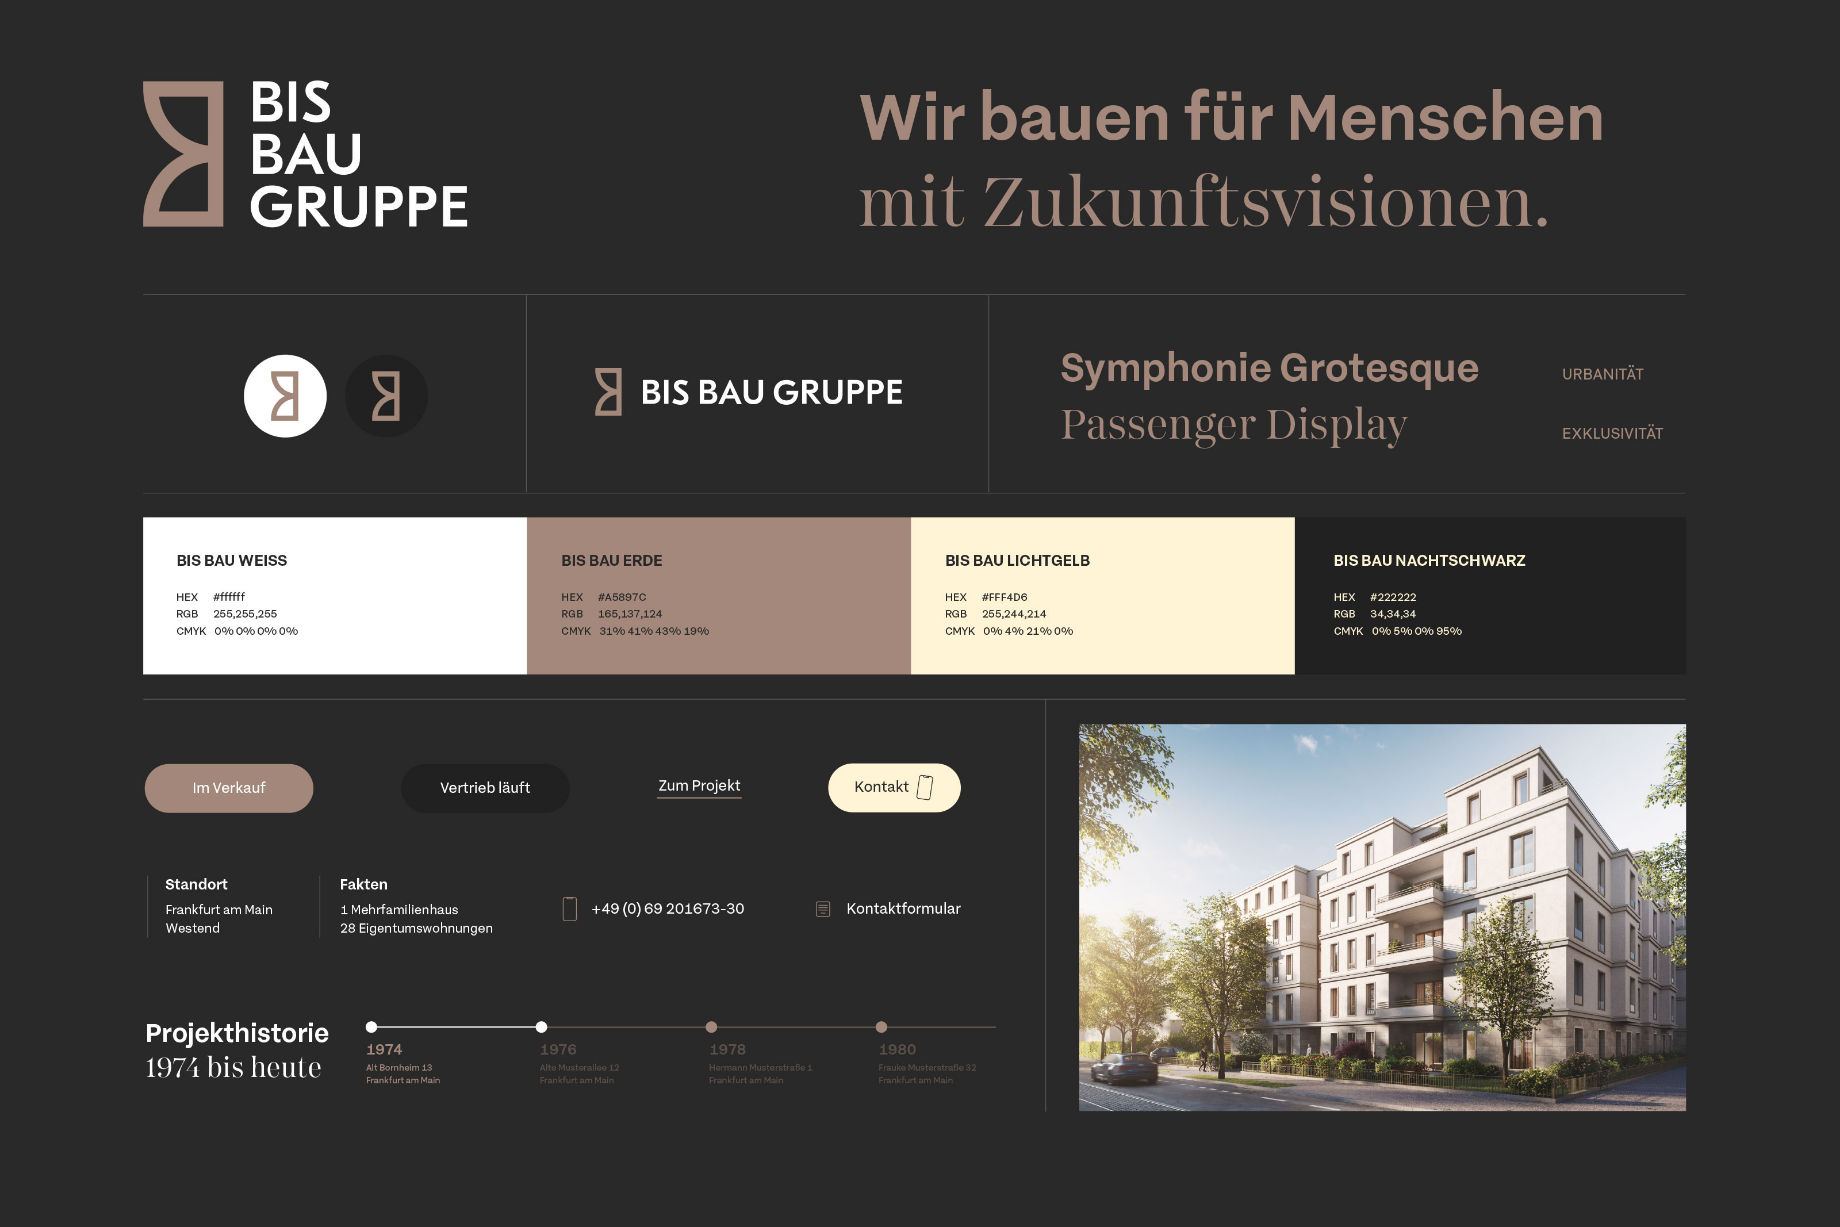 BIS
BAU
GRUPPE
Wir bauen für Menschen
mit Zukunftsvisionen.
BIS BAU GRUPPE
Symphonie Grotesque
Passenger Display
URBANITÄT
EXKLUSIVITÄT
BIS BAU WEISS
HEX #ffffff
RGB 255,255,255
CMYK 0% 0% 0% 0%
BIS BAU ERDE
HEX #A5897C
RGB 165,137,124
CMYK 31% 41% 43% 19%
BIS BAU LICHTGELB
HEX #FFF4D6
RGB 255,244,214
CMYK 0% 4% 21% 0%
BIS BAU NACHTSCHWARZ
HEX #222222
RGB 34,34,34
CMYK 0% 5% 0% 95%
Im Verkauf
Vertrieb läuft
Zum Projekt
Kontakt
Standort
Frankfurt am Main
Westend
Fakten
1 Mehrfamilienhaus
28 Eigentumswohnungen
+49 (0) 69 201673-30
Kontaktformular
Projekthistorie
1974 bis heute
1974
Alt Bornheim 13
Frankfurt am Main
1976
Alte Musterallee 12
Frankfurt am Main
1978
Hermann Musterstraße 1
Frankfurt am Main
1980
Frauke Musterstraße 32
Frankfurt am Main